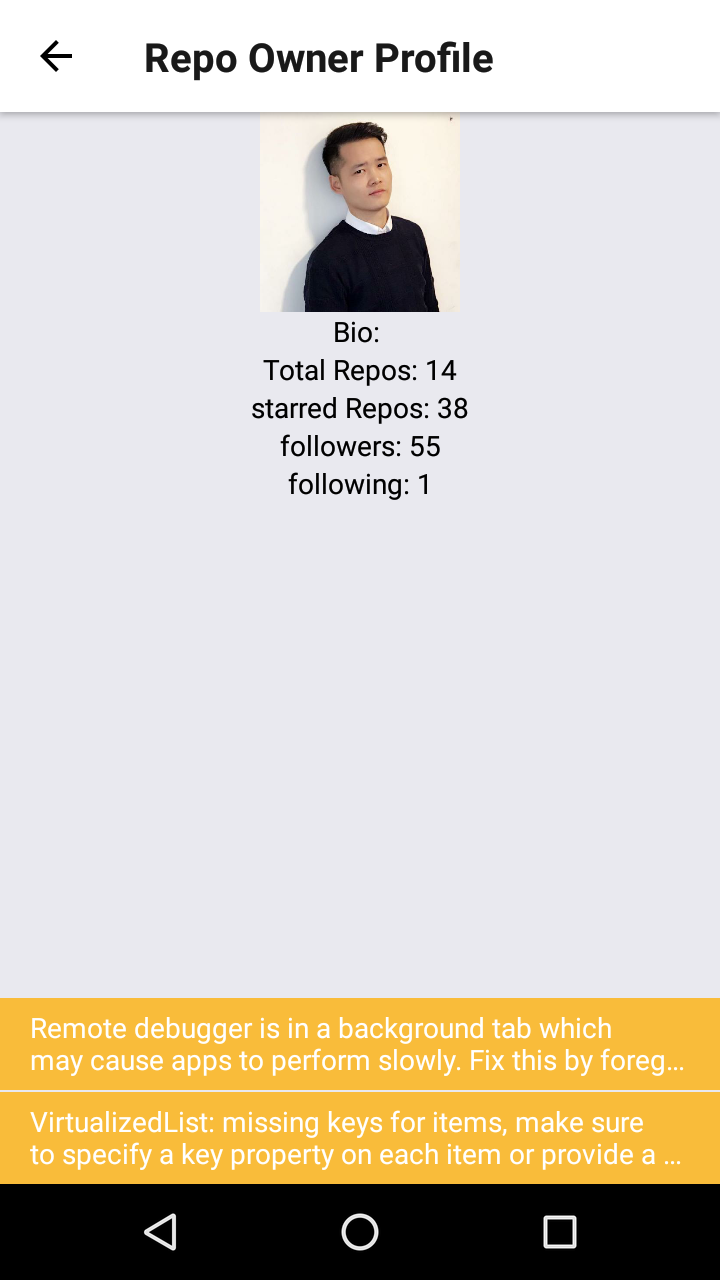 Repo Owner Profile
Bio:
Total Repos: 14
starred Repos: 38
followers: 55
following: 1
Remote debugger is in a background tab which
may cause apps to perform slowly. Fix this by foreg...
VirtualizedList: missing keys for items, make sure
to specify a key property on each item or provide a ...